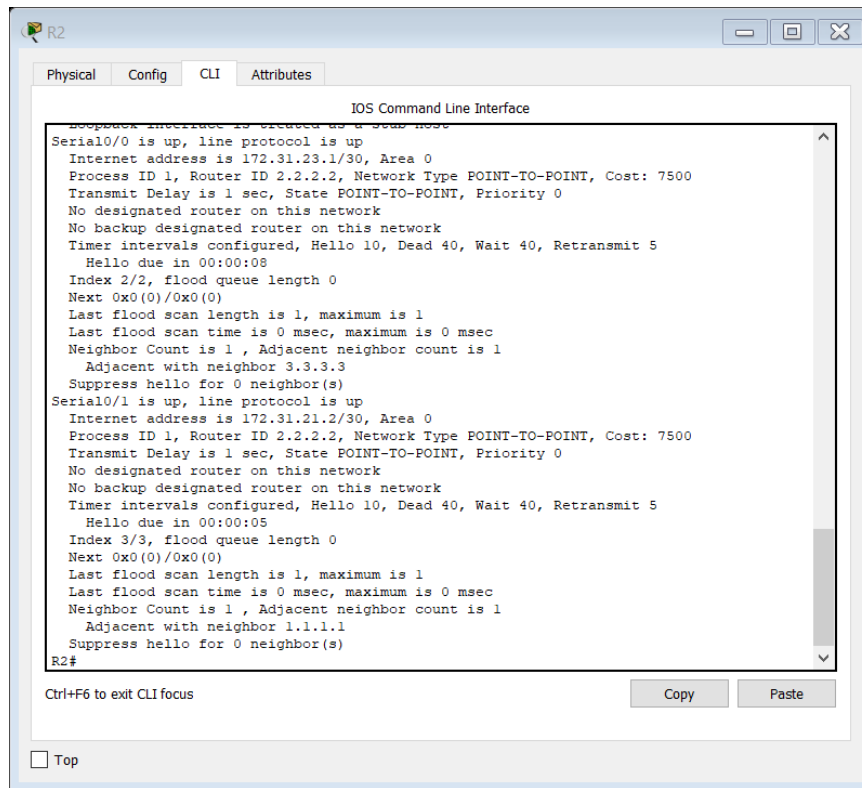 R2
Physical Config CLI Attributes
IOS Command Line Interface
Loopback interface is treated as a stub Host
Serial0/0 is up, line protocol is up
Internet address is 172.31.23.1/30, Area 0
Process ID 1, Router ID 2.2.2.2, Network Type POINT-TO-POINT, Cost: 7500
Transmit Delay is 1 sec, State POINT-TO-POINT, Priority 0
No designated router on this network
No backup designated router on this network
Timer intervals configured, Hello 10, Dead 40, Wait 40, Retransmit 5
Hello due in 00:00:08
Index 2/2, flood queue length 0
Next 0x0(0)/0x0(0)
Last flood scan length is 1, maximum is 1
Last flood scan time is 0 msec, maximum is 0 msec
Neighbor Count is 1 , Adjacent neighbor count is 1
Adjacent with neighbor 3.3.3.3
Suppress hello for 0 neighbor(s)
Serial0/1 is up, line protocol is up
Internet address is 172.31.21.2/30, Area 0
Process ID 1, Router ID 2.2.2.2, Network Type POINT-TO-POINT, Cost: 7500
Transmit Delay is 1 sec, State POINT-TO-POINT, Priority 0
No designated router on this network
No backup designated router on this network
Timer intervals configured, Hello 10, Dead 40, Wait 40, Retransmit 5
Hello due in 00:00:05
Index 3/3, flood queue length 0
Next 0x0(0)/0x0(0)
Last flood scan length is 1, maximum is 1
Last flood scan time is 0 msec, maximum is 0 msec
Neighbor Count is 1 , Adjacent neighbor count is 1
Adjacent with neighbor 1.1.1.1
Suppress hello for 0 neighbor(s)
R2#
Ctrl+F6 to exit CLI focus
Copy Paste
Top